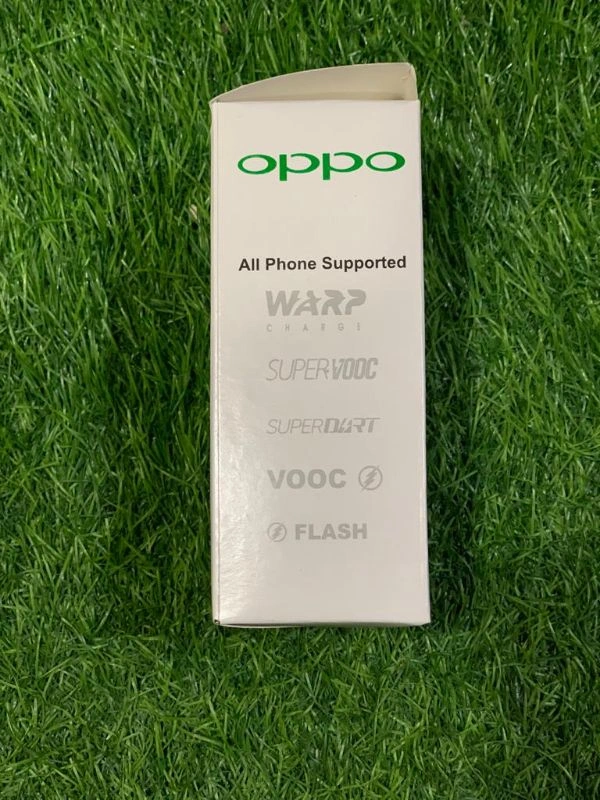 oppo
All Phone Supported
WARP
CHARGE
SUPERVOOC
SUPERDART
VOOC
FLASH